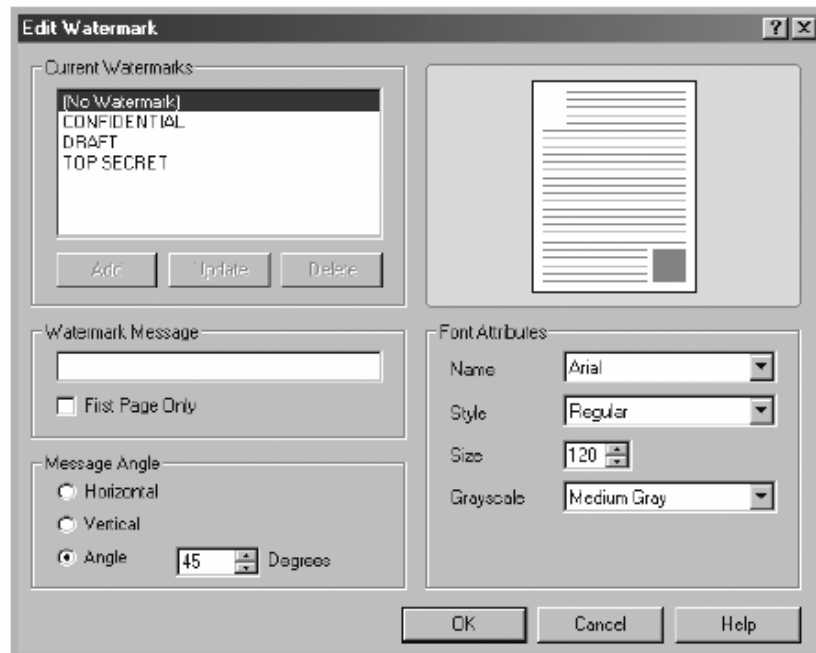 Edit Watermark
Current Watermarks
[No Watermark]
CONFIDENTIAL
DRAFT
TOP SECRET
Add
Update
Delete
Watermark Message
First Page Only
Message Angle
Horizontal
Vertical
Angle 45 Degrees
Font Attributes
Name Arial
Style Regular
Size 120
Grayscale Medium Gray
OK
Cancel
Help